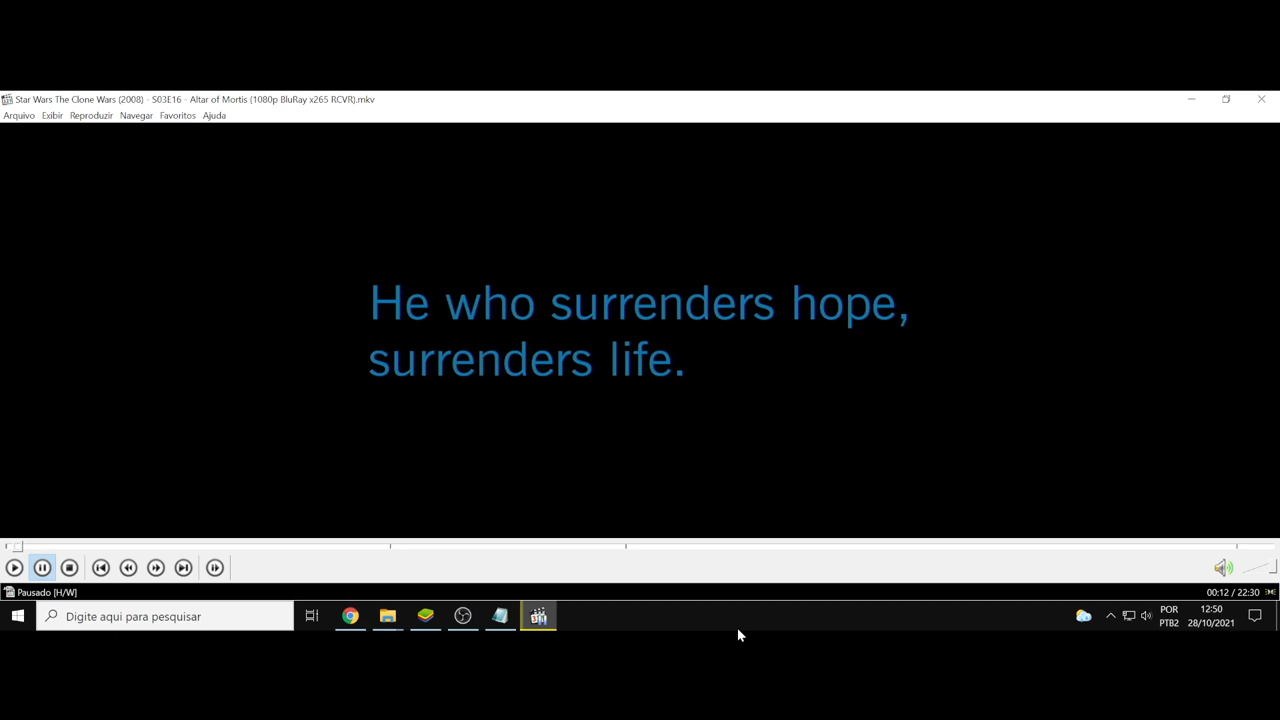 Star Wars The Clone Wars (2008) - S03E16 - Altar of Mortis (1080p BluRay x265 RCVR).mkv
Arquivo Exibir Reproduzir Navegar Favoritos Ajuda
He who surrenders hope,
surrenders life.
Pausado [H/W]
00:12 / 22:30
Digite aqui para pesquisar
POR
PTB2
12:50
28/10/2021